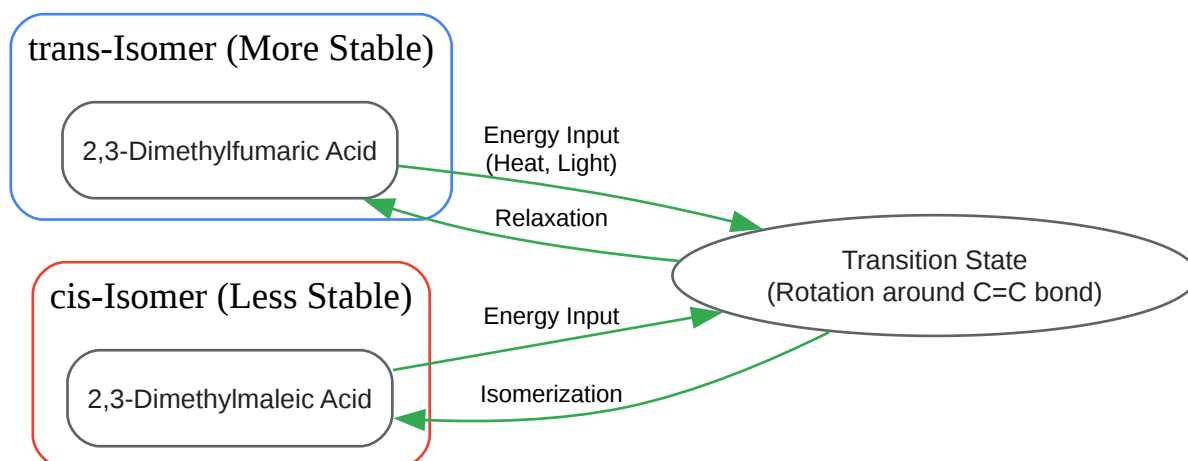 trans-Isomer (More Stable)
2,3-Dimethylfumaric Acid
Energy Input
(Heat, Light)
Relaxation
Transition State
(Rotation around C=C bond)
cis-Isomer (Less Stable)
Energy Input
2,3-Dimethylmaleic Acid
Isomerization